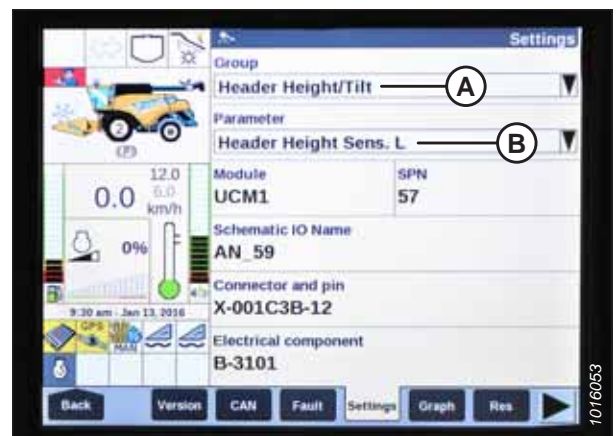 Settings
Group
Header Height/Tilt
A
Parameter
Header Height Sens. L
B
Module
SPN
UCM1
57
Schematic IO Name
AN_59
Connector and pin
X-001C3B-12
Electrical component
B-3101
2
(F)
12.0
0.0
6.0
km/h
0%
9:30 am - Jan 13, 2016
GPS
MAN
Back
Version
CAN
Fault
Settings
Graph
Res
1016053